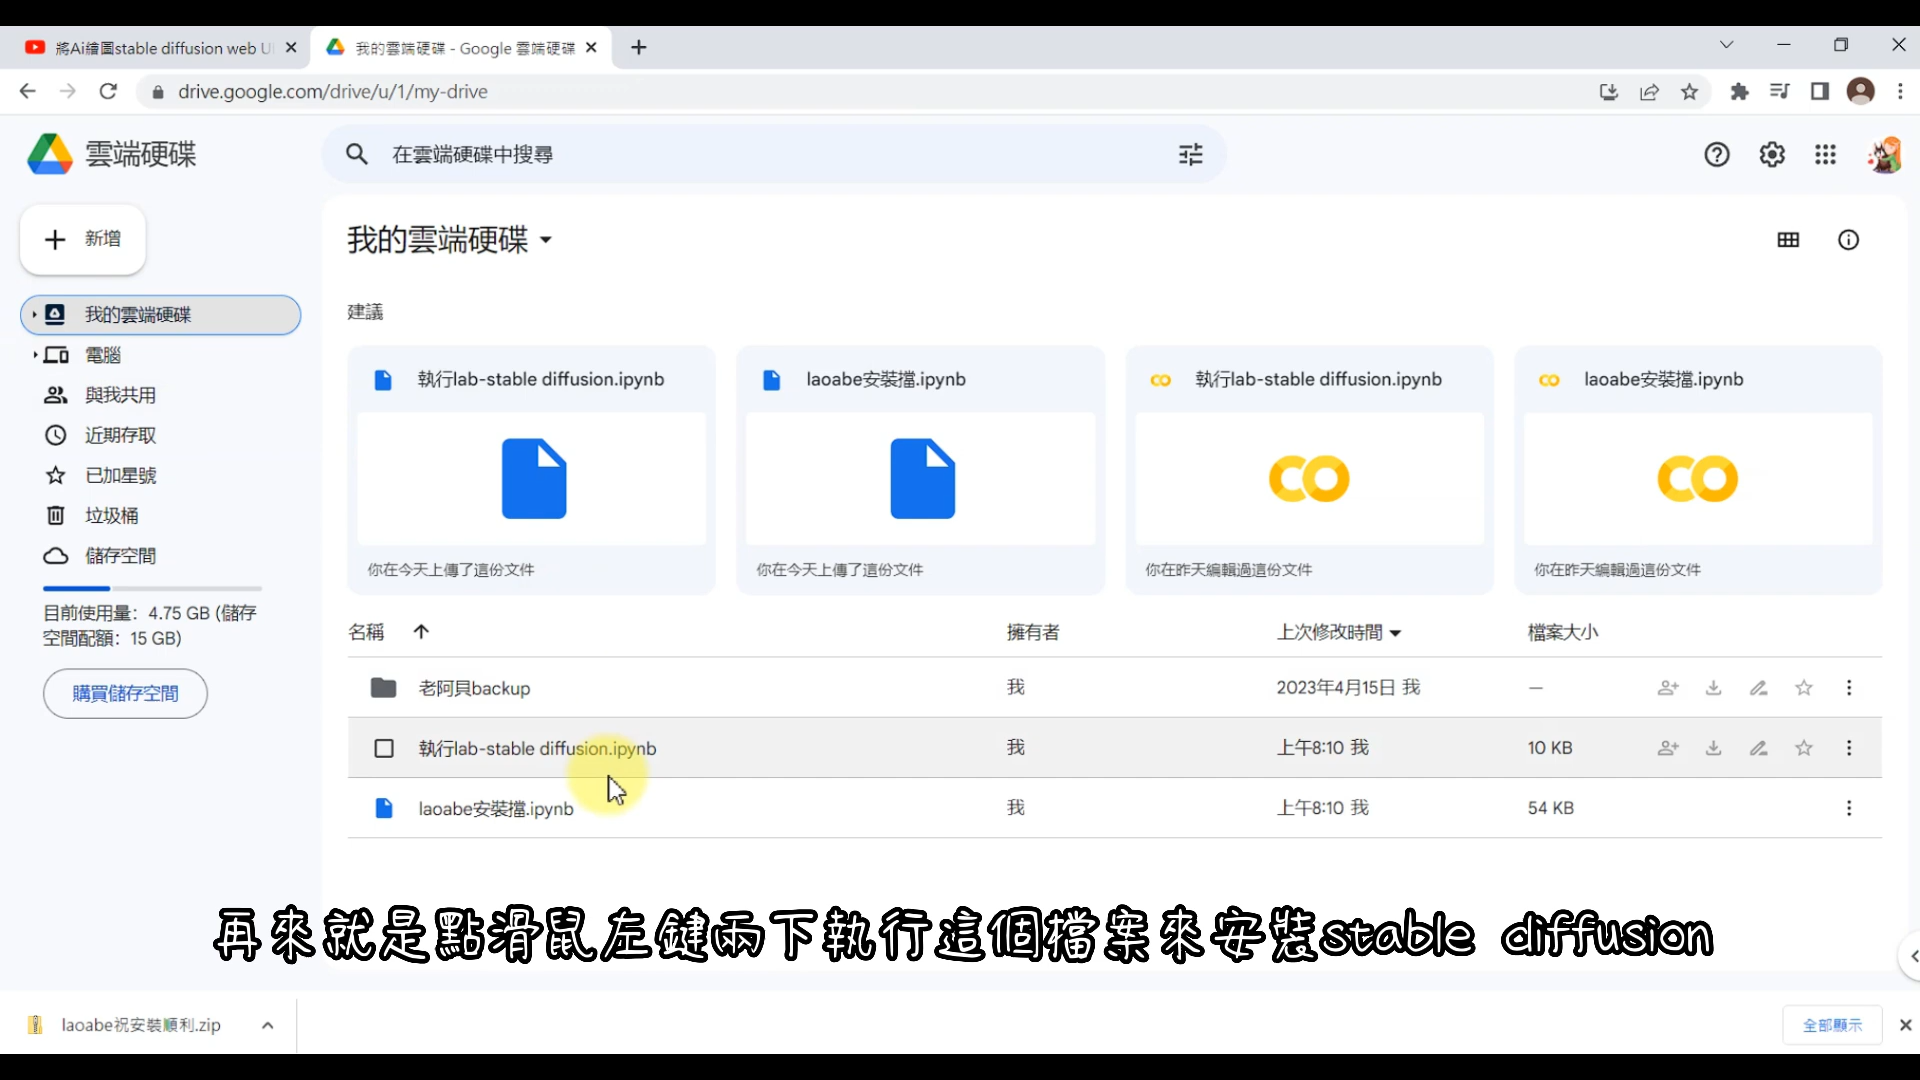 將Ai繪圖stable diffusion web U
我的雲端硬碟 - Google 雲端硬碟
drive.google.com/drive/u/1/my-drive
雲端硬碟
在雲端硬碟中搜尋
新增
我的雲端硬碟
電腦
與我共用
近期存取
已加星號
垃圾桶
儲存空間
目前使用量：4.75 GB (儲存
空間配額：15 GB)
購買儲存空間
我的雲端硬碟
建議
執行lab-stable diffusion.ipynb
你在今天上傳了這份文件
laoabe安裝擋.ipynb
你在今天上傳了這份文件
執行lab-stable diffusion.ipynb
你在昨天編輯過這份文件
laoabe安裝擋.ipynb
你在昨天編輯過這份文件
名稱 擁有者 上次修改時間 檔案大小
老阿貝backup 我 2023年4月15日 我 —
執行lab-stable diffusion.ipynb 我 上午8:10 我 10 KB
laoabe安裝擋.ipynb 我 上午8:10 我 54 KB
再來就是點滑鼠左鍵兩下執行這個檔案來安裝stable diffusion
laoabe祝安裝順利.zip
全部顯示